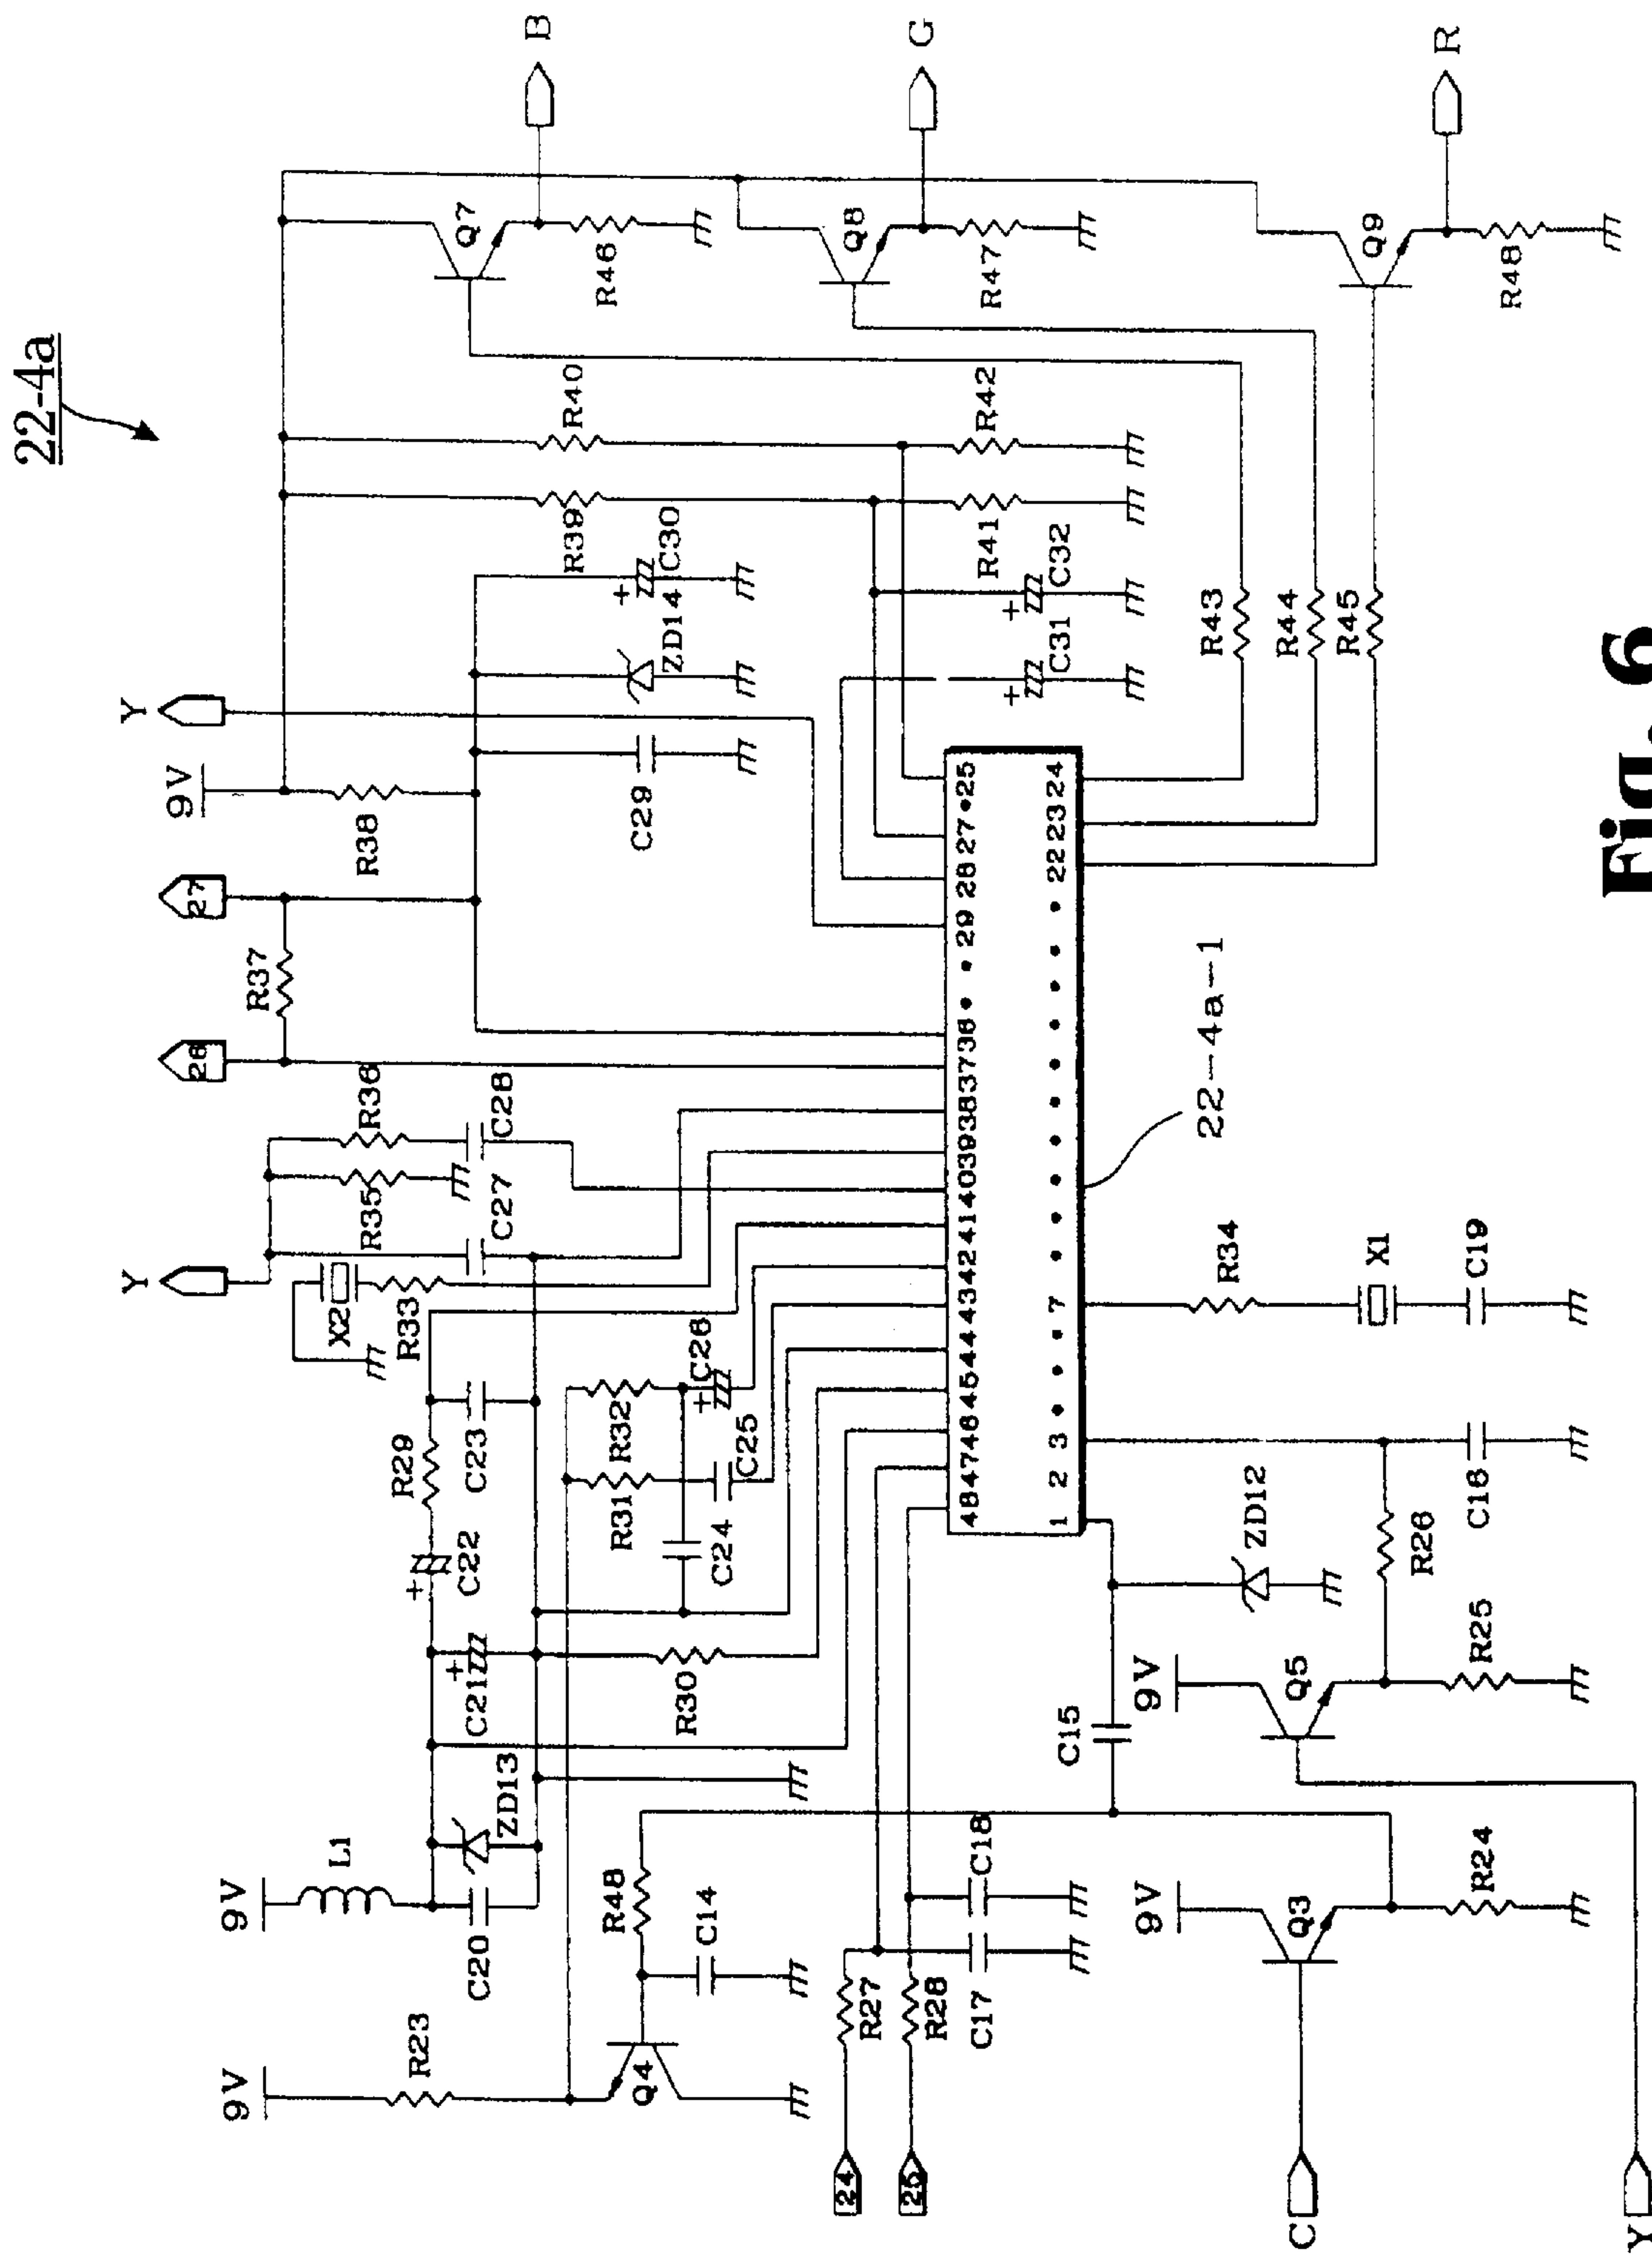 22-4a
B
G
R
Q7
Q8
Q9
R46
R47
R48
R40
R42
R39
R41
C30
ZD14
C32
C31
R43
R44
R45
Y
9V
R38
C29
27
R37
26
R36
C28
R35
C27
Y
X2
R33
C26
R32
R31
C25
C24
R29
C23
C22
C21
R30
ZD13
9V
L1
C20
R48
C14
9V
R23
Q4
48 47 46 45 44 43 42 41 40 39 38 37 36 • • 29 28 27 • 25
1 2 3 • • • 7 • • • • • • • • • • 22 23 24
22-4a-1
R34
X1
C19
C16
ZD12
R26
R25
9V
Q5
C15
C18
C17
R27
R28
24
25
9V
Q3
R24
C
Y
Fig. 6